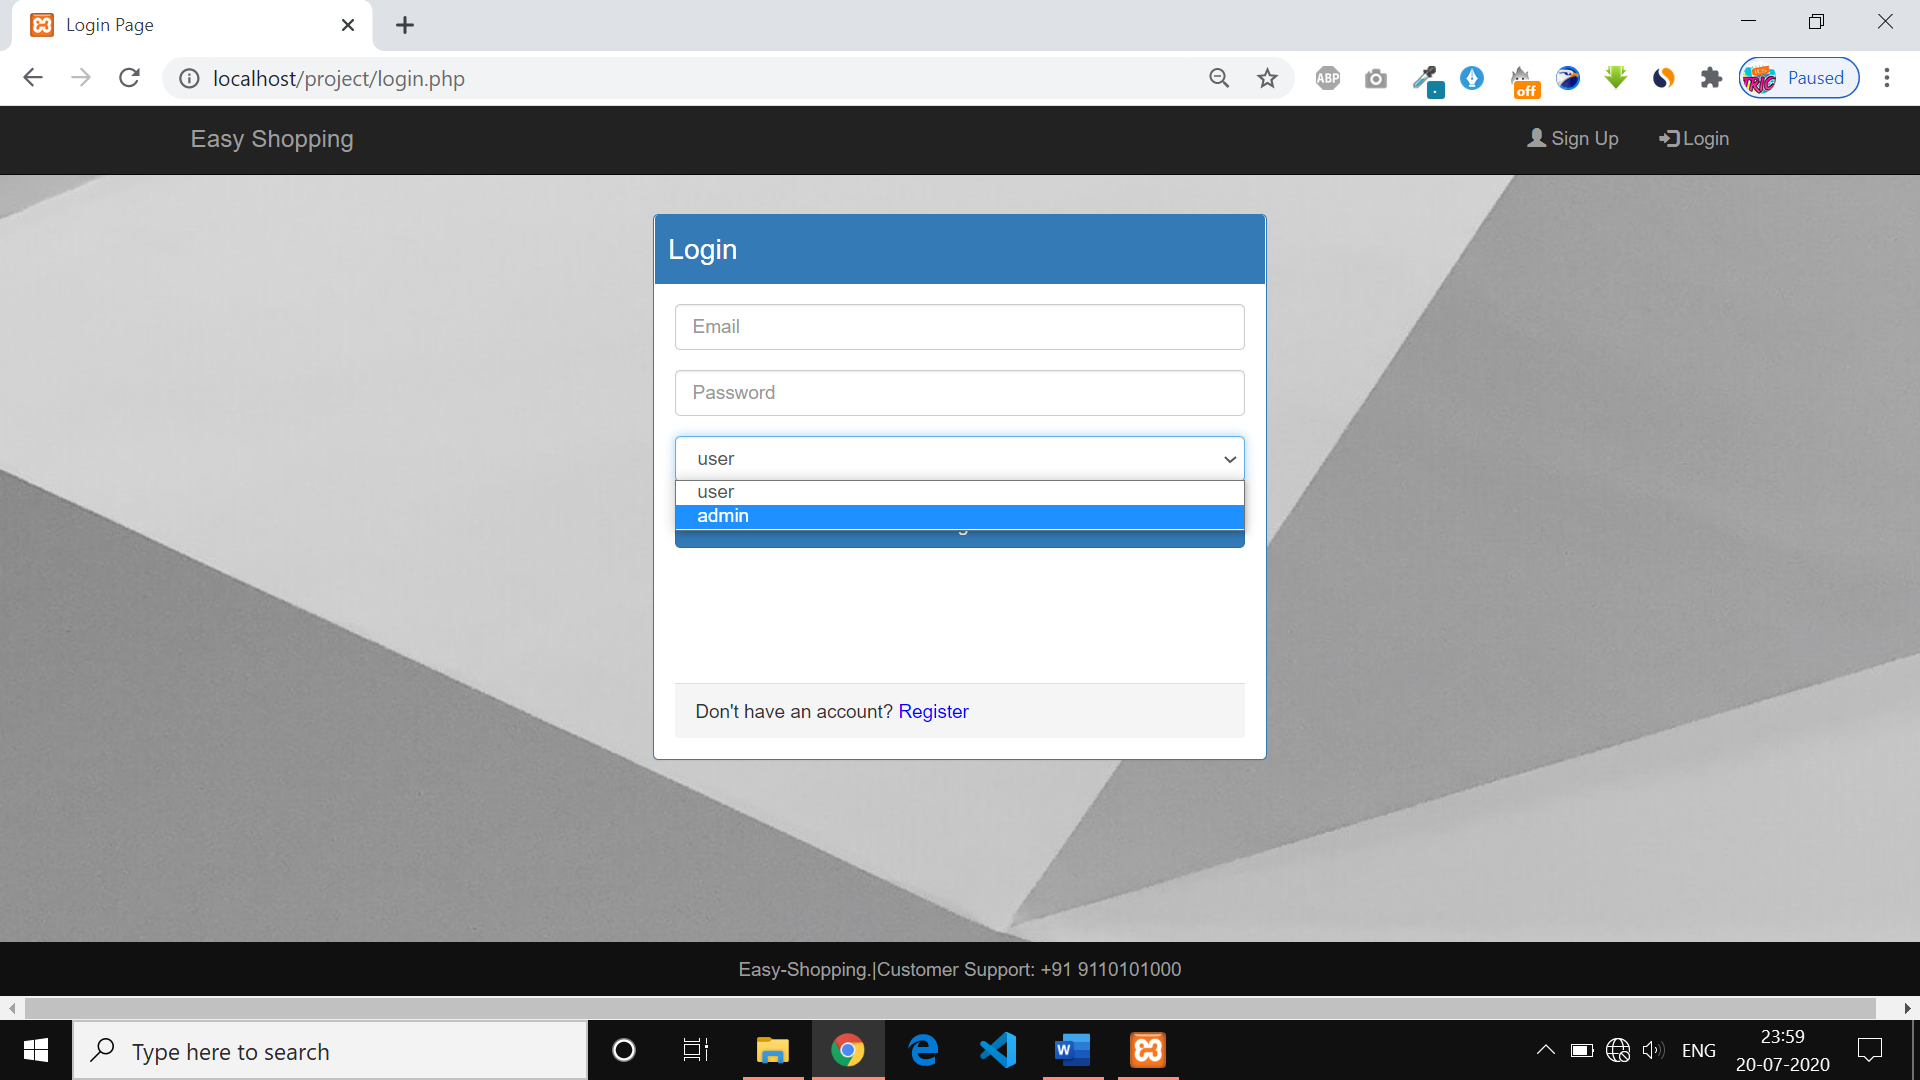 Login Page
localhost/project/login.php
ABP
off
Paused
Easy Shopping
Sign Up
Login
Login
Email
Password
user
user
admin
Don't have an account? Register
Easy-Shopping.|Customer Support: +91 9110101000
Type here to search
ENG
23:59
20-07-2020